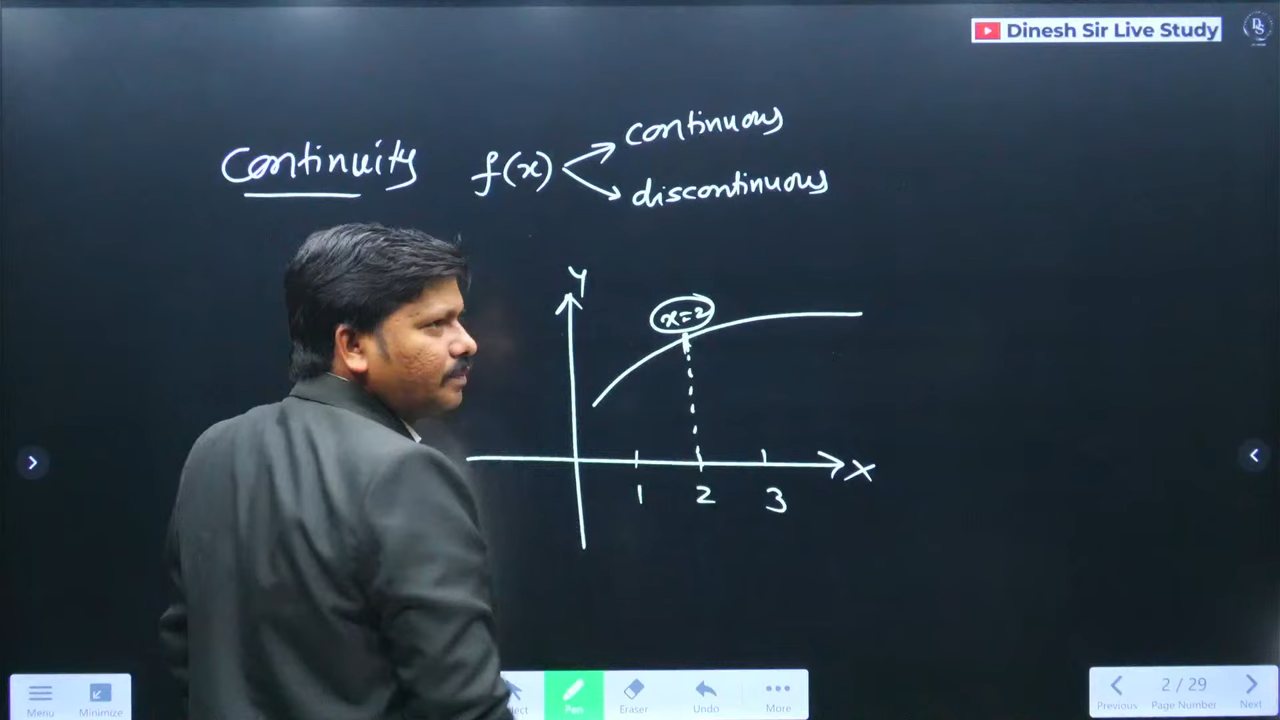 Dinesh Sir Live Study
DS
Continuity f(x) continuous
discontinuous
Y
x=2
X
1 2 3
Menu Minimize Pen Eraser Undo More Previous 2 / 29 Page Number Next